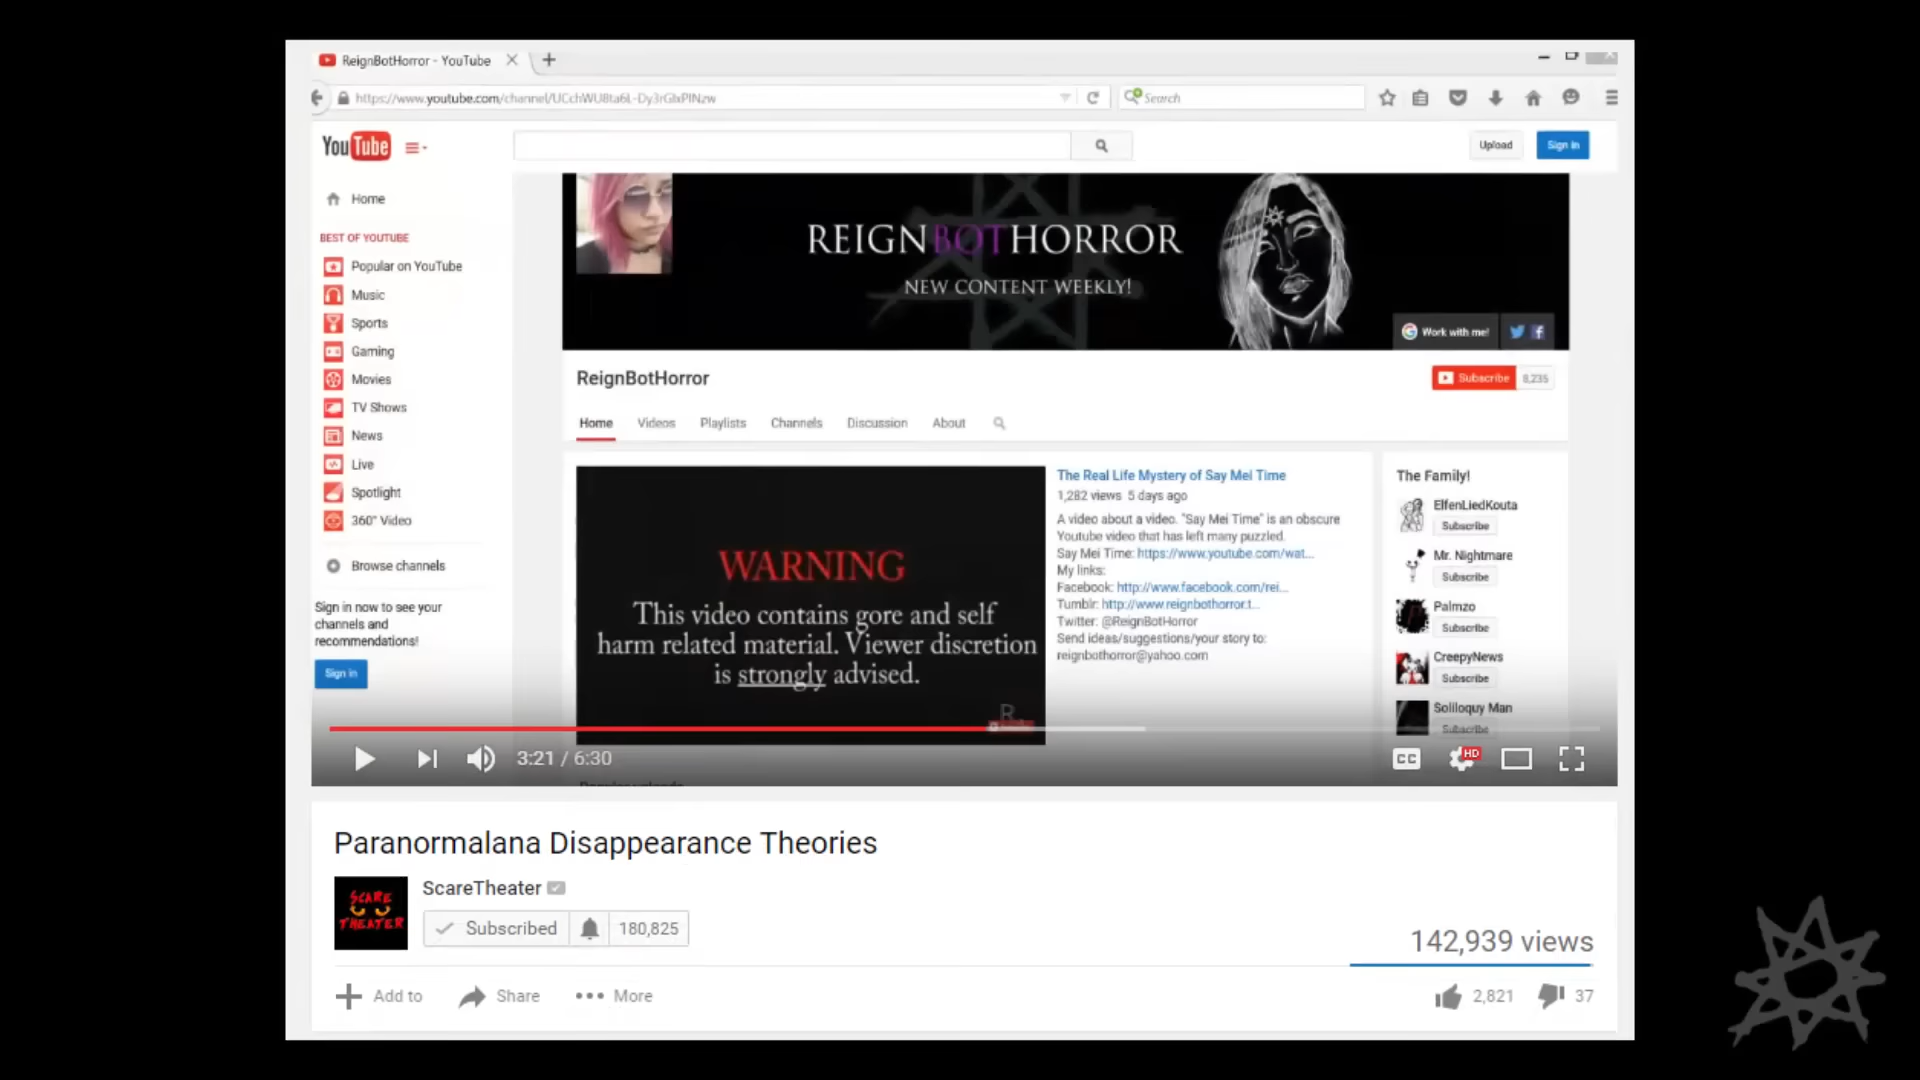 ReignBotHorror - YouTube
https://www.youtube.com/channel/UCchWU8ta6L-Dy3rGlxPINzw
Search
YouTube
Upload
Sign in
Home
BEST OF YOUTUBE
Popular on YouTube
Music
Sports
Gaming
Movies
TV Shows
News
Live
Spotlight
360° Video
Browse channels
Sign in now to see your
channels and
recommendations!
Sign in
REIGNBOTHORROR
NEW CONTENT WEEKLY!
Work with me!
ReignBotHorror
Subscribe 8,235
Home Videos Playlists Channels Discussion About
WARNING
This video contains gore and self
harm related material. Viewer discretion
is strongly advised.
The Real Life Mystery of Say Mei Time
1,282 views 5 days ago
A video about a video. "Say Mei Time" is an obscure
Youtube video that has left many puzzled.
Say Mei Time: https://www.youtube.com/wat...
My links:
Facebook: http://www.facebook.com/rei...
Tumblr: http://www.reignbothorror.t...
Twitter: @ReignBotHorror
Send ideas/suggestions/your story to:
reignbothorror@yahoo.com
The Family!
ElfenLiedKouta
Subscribe
Mr. Nightmare
Subscribe
Palmzo
Subscribe
CreepyNews
Subscribe
Soliloquy Man
Subscribe
3:21 / 6:30
CC
HD
Paranormalana Disappearance Theories
SCARE
THEATER
ScareTheater
Subscribed 180,825
142,939 views
Add to Share More
2,821 37